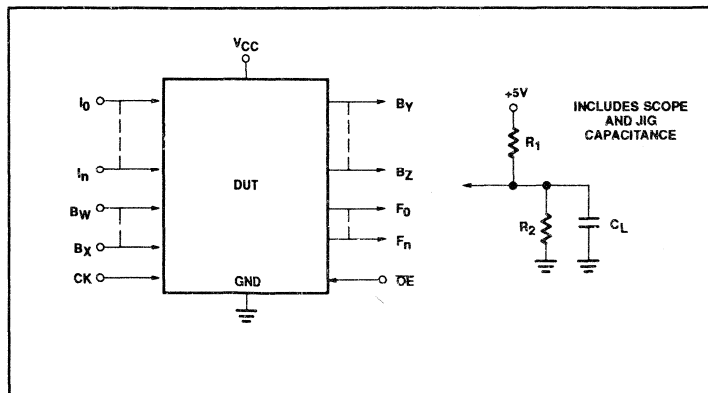 VCC
I0
In
BW
BX
CK
DUT
GND
BY
BZ
F0
Fn
OE
+5V
R1
R2
CL
INCLUDES SCOPE
AND JIG
CAPACITANCE